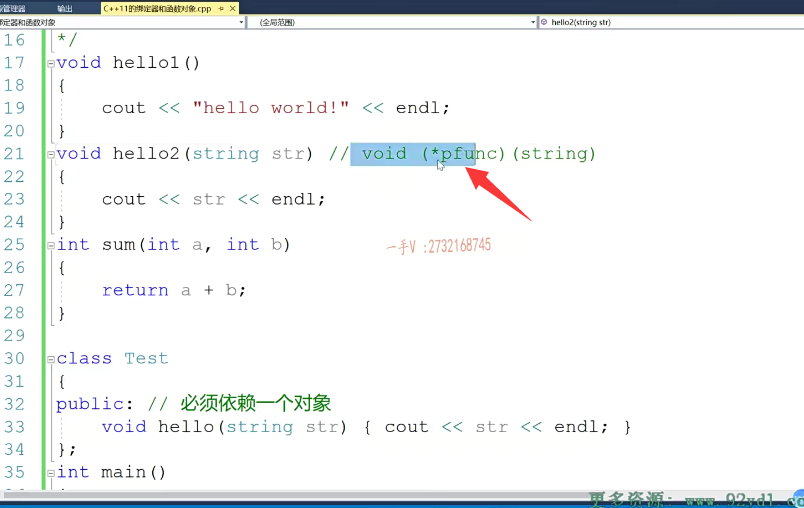 源管理器 输出 C++11的绑定器和函数对象.cpp
绑定器和函数对象 (全局范围) hello2(string str)
16 */
17 void hello1()
18 {
19 cout << "hello world!" << endl;
20 }
21 void hello2(string str) // void (*pfunc)(string)
22 {
23 cout << str << endl;
24 }
25 int sum(int a, int b)
一手V :2732168745
26 {
27 return a + b;
28 }
29
30 class Test
31 {
32 public: // 必须依赖一个对象
33 void hello(string str) { cout << str << endl; }
34 };
35 int main()
更多资源: www.92xdl.co